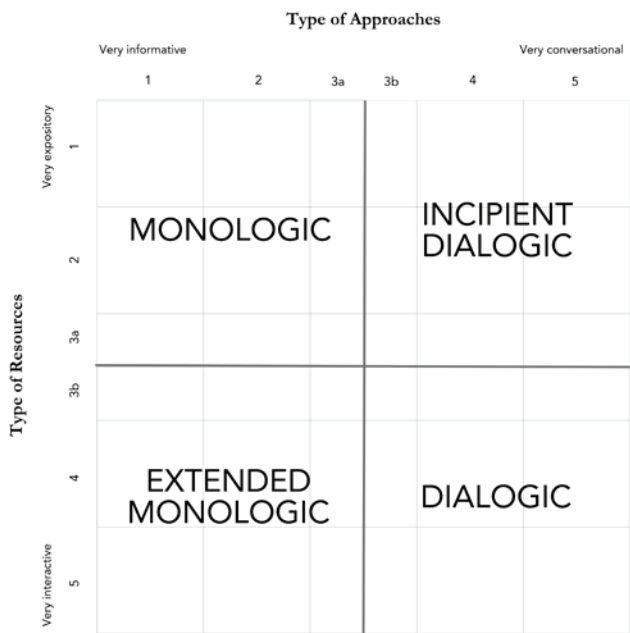 Type of Approaches
Very informative
Very conversational
1
2
3a
3b
4
5
Type of Resources
Very expository
1
2
3a
3b
4
5
Very interactive
MONOLOGIC
INCIPIENT
DIALOGIC
EXTENDED
MONOLOGIC
DIALOGIC